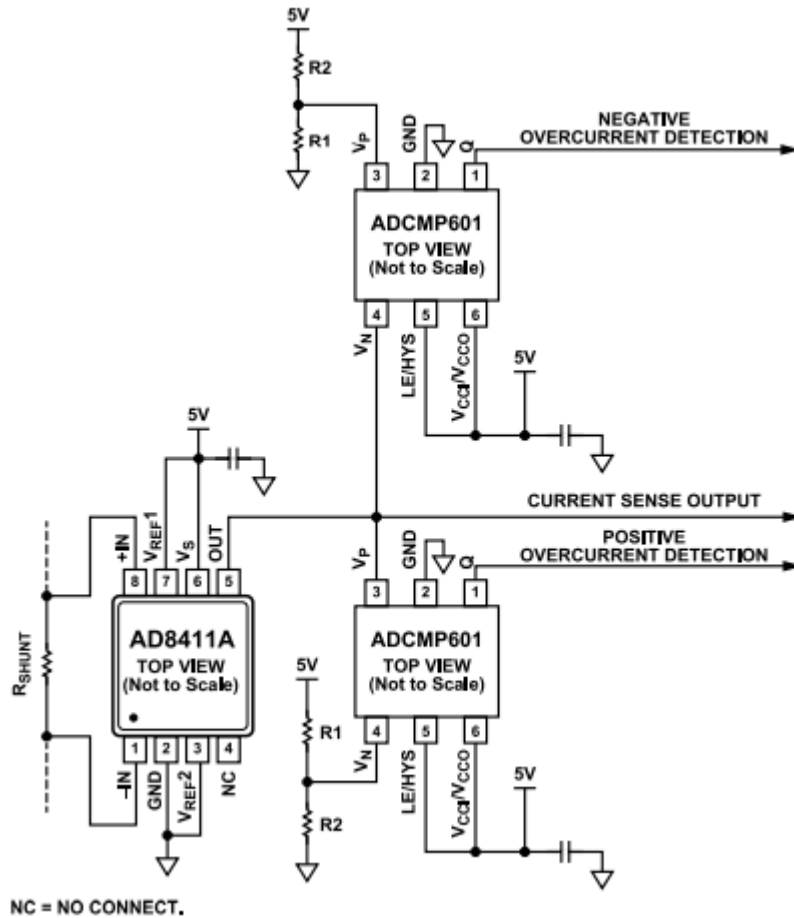 5V
R2
R1
VP
GND
Q
NEGATIVE
OVERCURRENT DETECTION
3
2
1
ADCMP601
TOP VIEW
(Not to Scale)
4
5
6
VN
LE/HYS
VCCI/VCCO
5V
5V
CURRENT SENSE OUTPUT
POSITIVE
OVERCURRENT DETECTION
+IN
VREF1
VS
OUT
VP
GND
Q
8
7
6
5
3
2
1
RSHUNT
AD8411A
TOP VIEW
(Not to Scale)
ADCMP601
TOP VIEW
(Not to Scale)
5V
R1
R2
1
2
3
4
4
5
6
–IN
GND
VREF2
NC
VN
LE/HYS
VCCI/VCCO
5V
NC = NO CONNECT.